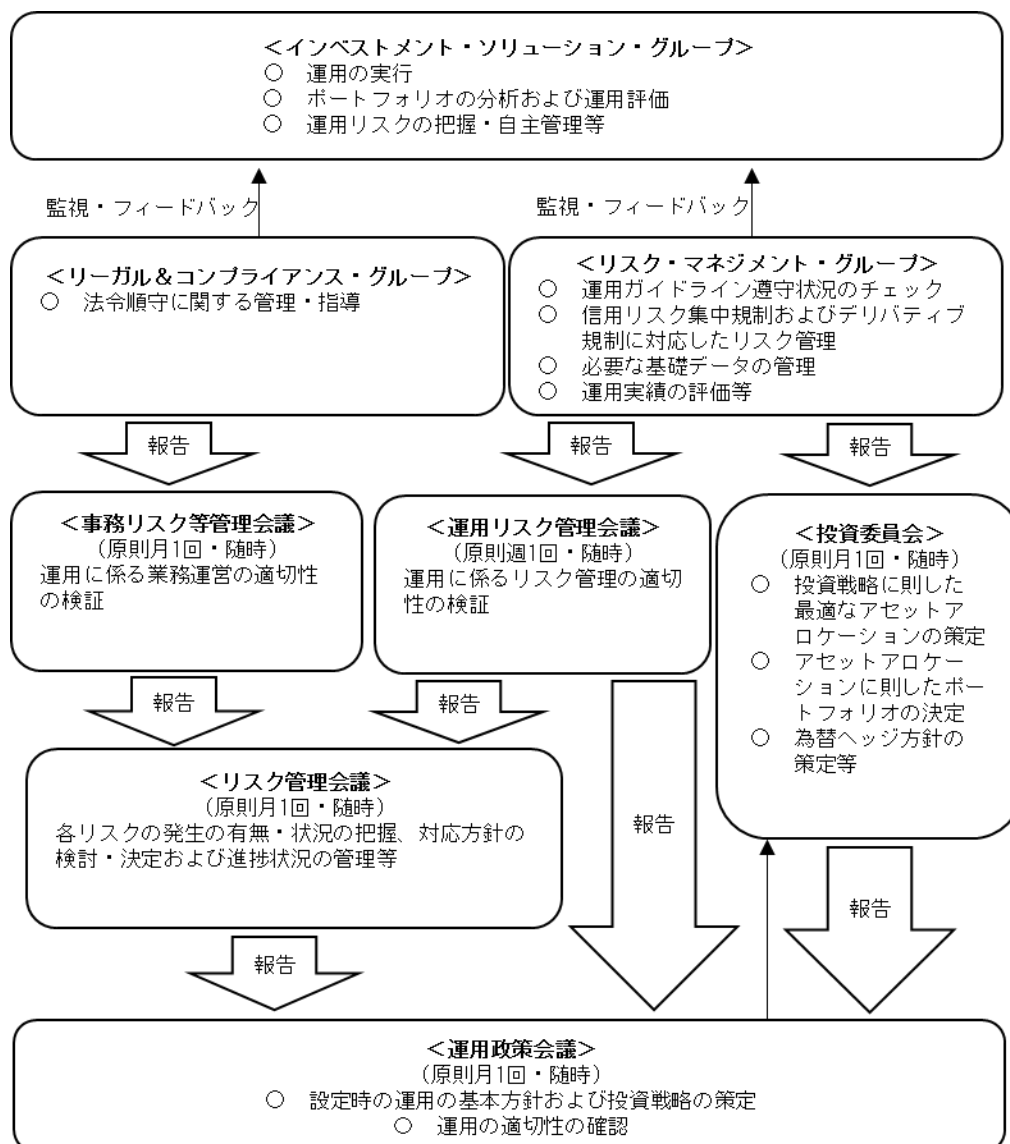 ＜インベストメント・ソリューション・グループ＞
○ 運用の実行
○ ポートフォリオの分析および運用評価
○ 運用リスクの把握・自主管理等
監視・フィードバック
監視・フィードバック
＜リーガル＆コンプライアンス・グループ＞
○ 法令順守に関する管理・指導
＜リスク・マネジメント・グループ＞
○ 運用ガイドライン遵守状況のチェック
○ 信用リスク集中規制およびデリバティブ
規制に対応したリスク管理
○ 必要な基礎データの管理
○ 運用実績の評価等
報告
報告
報告
＜事務リスク等管理会議＞
（原則月1回・随時）
運用に係る業務運営の適切性
の検証
＜運用リスク管理会議＞
（原則週1回・随時）
運用に係るリスク管理の適切
性の検証
＜投資委員会＞
（原則月1回・随時）
○ 投資戦略に則した
最適なアセットア
ロケーションの策定
○ アセットアロケー
ションに則したポー
トフォリオの決定
○ 為替ヘッジ方針の
策定等
報告
報告
＜リスク管理会議＞
（原則月1回・随時）
各リスクの発生の有無・状況の把握、対応方針の
検討・決定および進捗状況の管理等
報告
報告
報告
＜運用政策会議＞
（原則月1回・随時）
○ 設定時の運用の基本方針および投資戦略の策定
○ 運用の適切性の確認